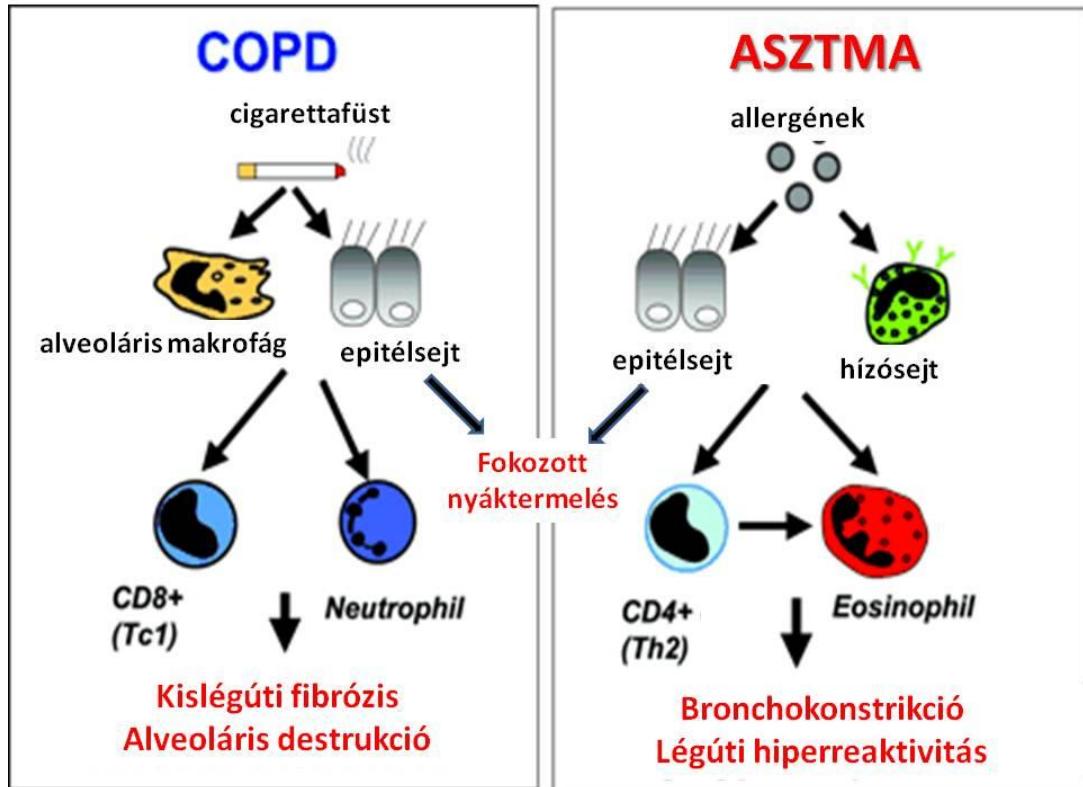 COPD
cigarettafüst
alveoláris makrofág
epitélsejt
CD8+
(Tc1)
Neutrophil
Kislégúti fibrózis
Alveoláris destrukció
Fokozott
nyáktermelés
ASZTMA
allergének
epitélsejt
hízósejt
CD4+
(Th2)
Eosinophil
Bronchokonstrikció
Légúti hiperreaktivitás